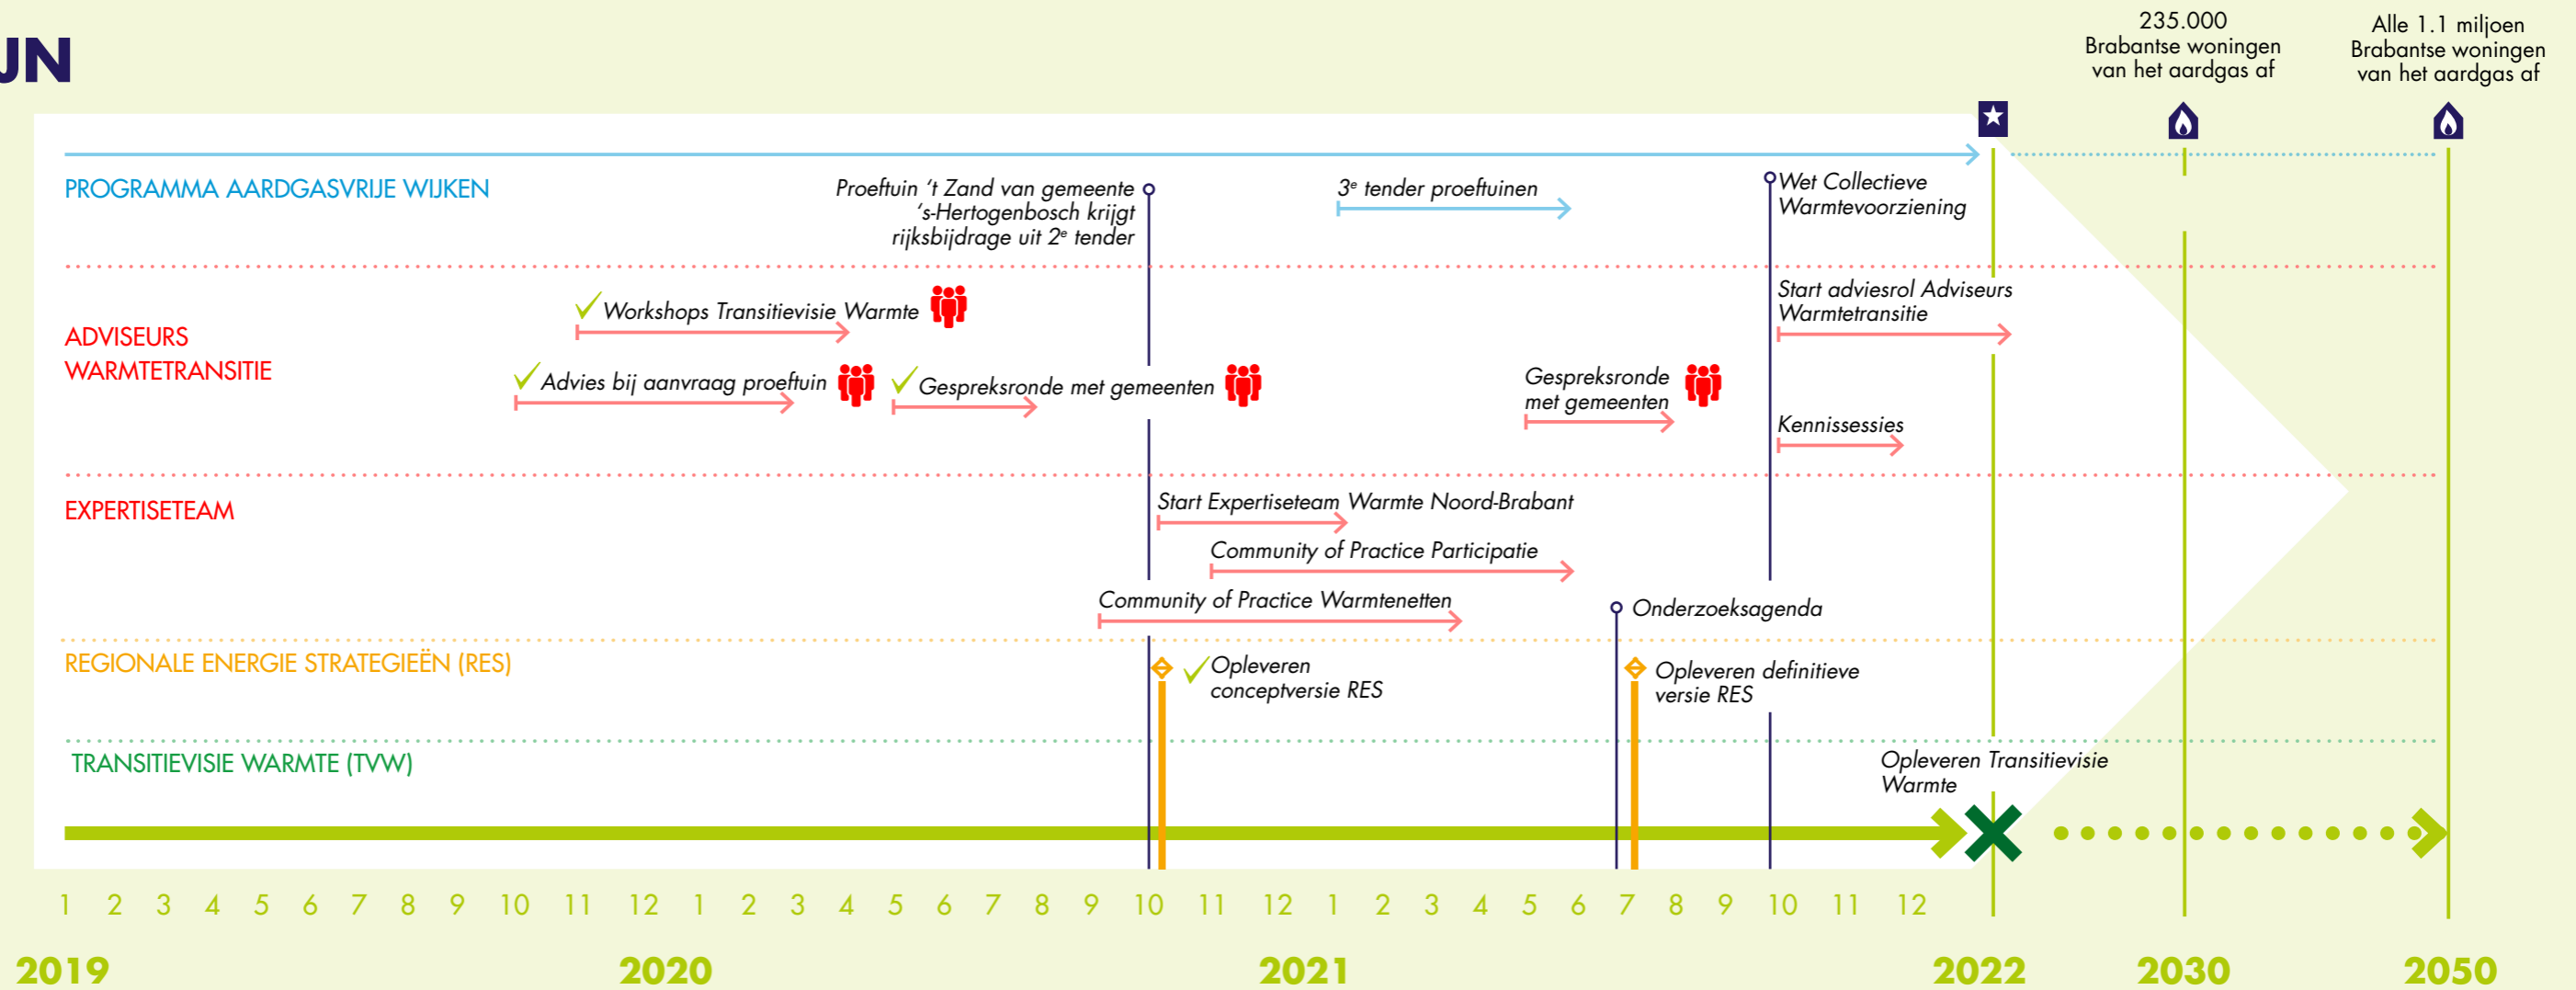 JN
235.000
Brabantse woningen
van het aardgas af
Alle 1.1 miljoen
Brabantse woningen
van het aardgas af
PROGRAMMA AARDGASVRIJE WIJKEN
Proeftuin ‘t Zand van gemeente
‘s-Hertogenbosch krijgt
rijksbijdrage uit 2e tender
3e tender proeftuinen
Wet Collectieve
Warmtevoorziening
ADVISEURS
WARMTETRANSITIE
Workshops Transitievisie Warmte
Advies bij aanvraag proeftuin
Gespreksronde met gemeenten
Gespreksronde
met gemeenten
Start adviesrol Adviseurs
Warmtetransitie
Kennissessies
EXPERTISETEAM
Start Expertiseteam Warmte Noord-Brabant
Community of Practice Participatie
Community of Practice Warmtenetten
Onderzoeksagenda
REGIONALE ENERGIE STRATEGIEËN (RES)
Opleveren
conceptversie RES
Opleveren definitieve
versie RES
TRANSITIEVISIE WARMTE (TVW)
Opleveren Transitievisie
Warmte
1 2 3 4 5 6 7 8 9 10 11 12 1 2 3 4 5 6 7 8 9 10 11 12 1 2 3 4 5 6 7 8 9 10 11 12
2019 2020 2021 2022 2030 2050